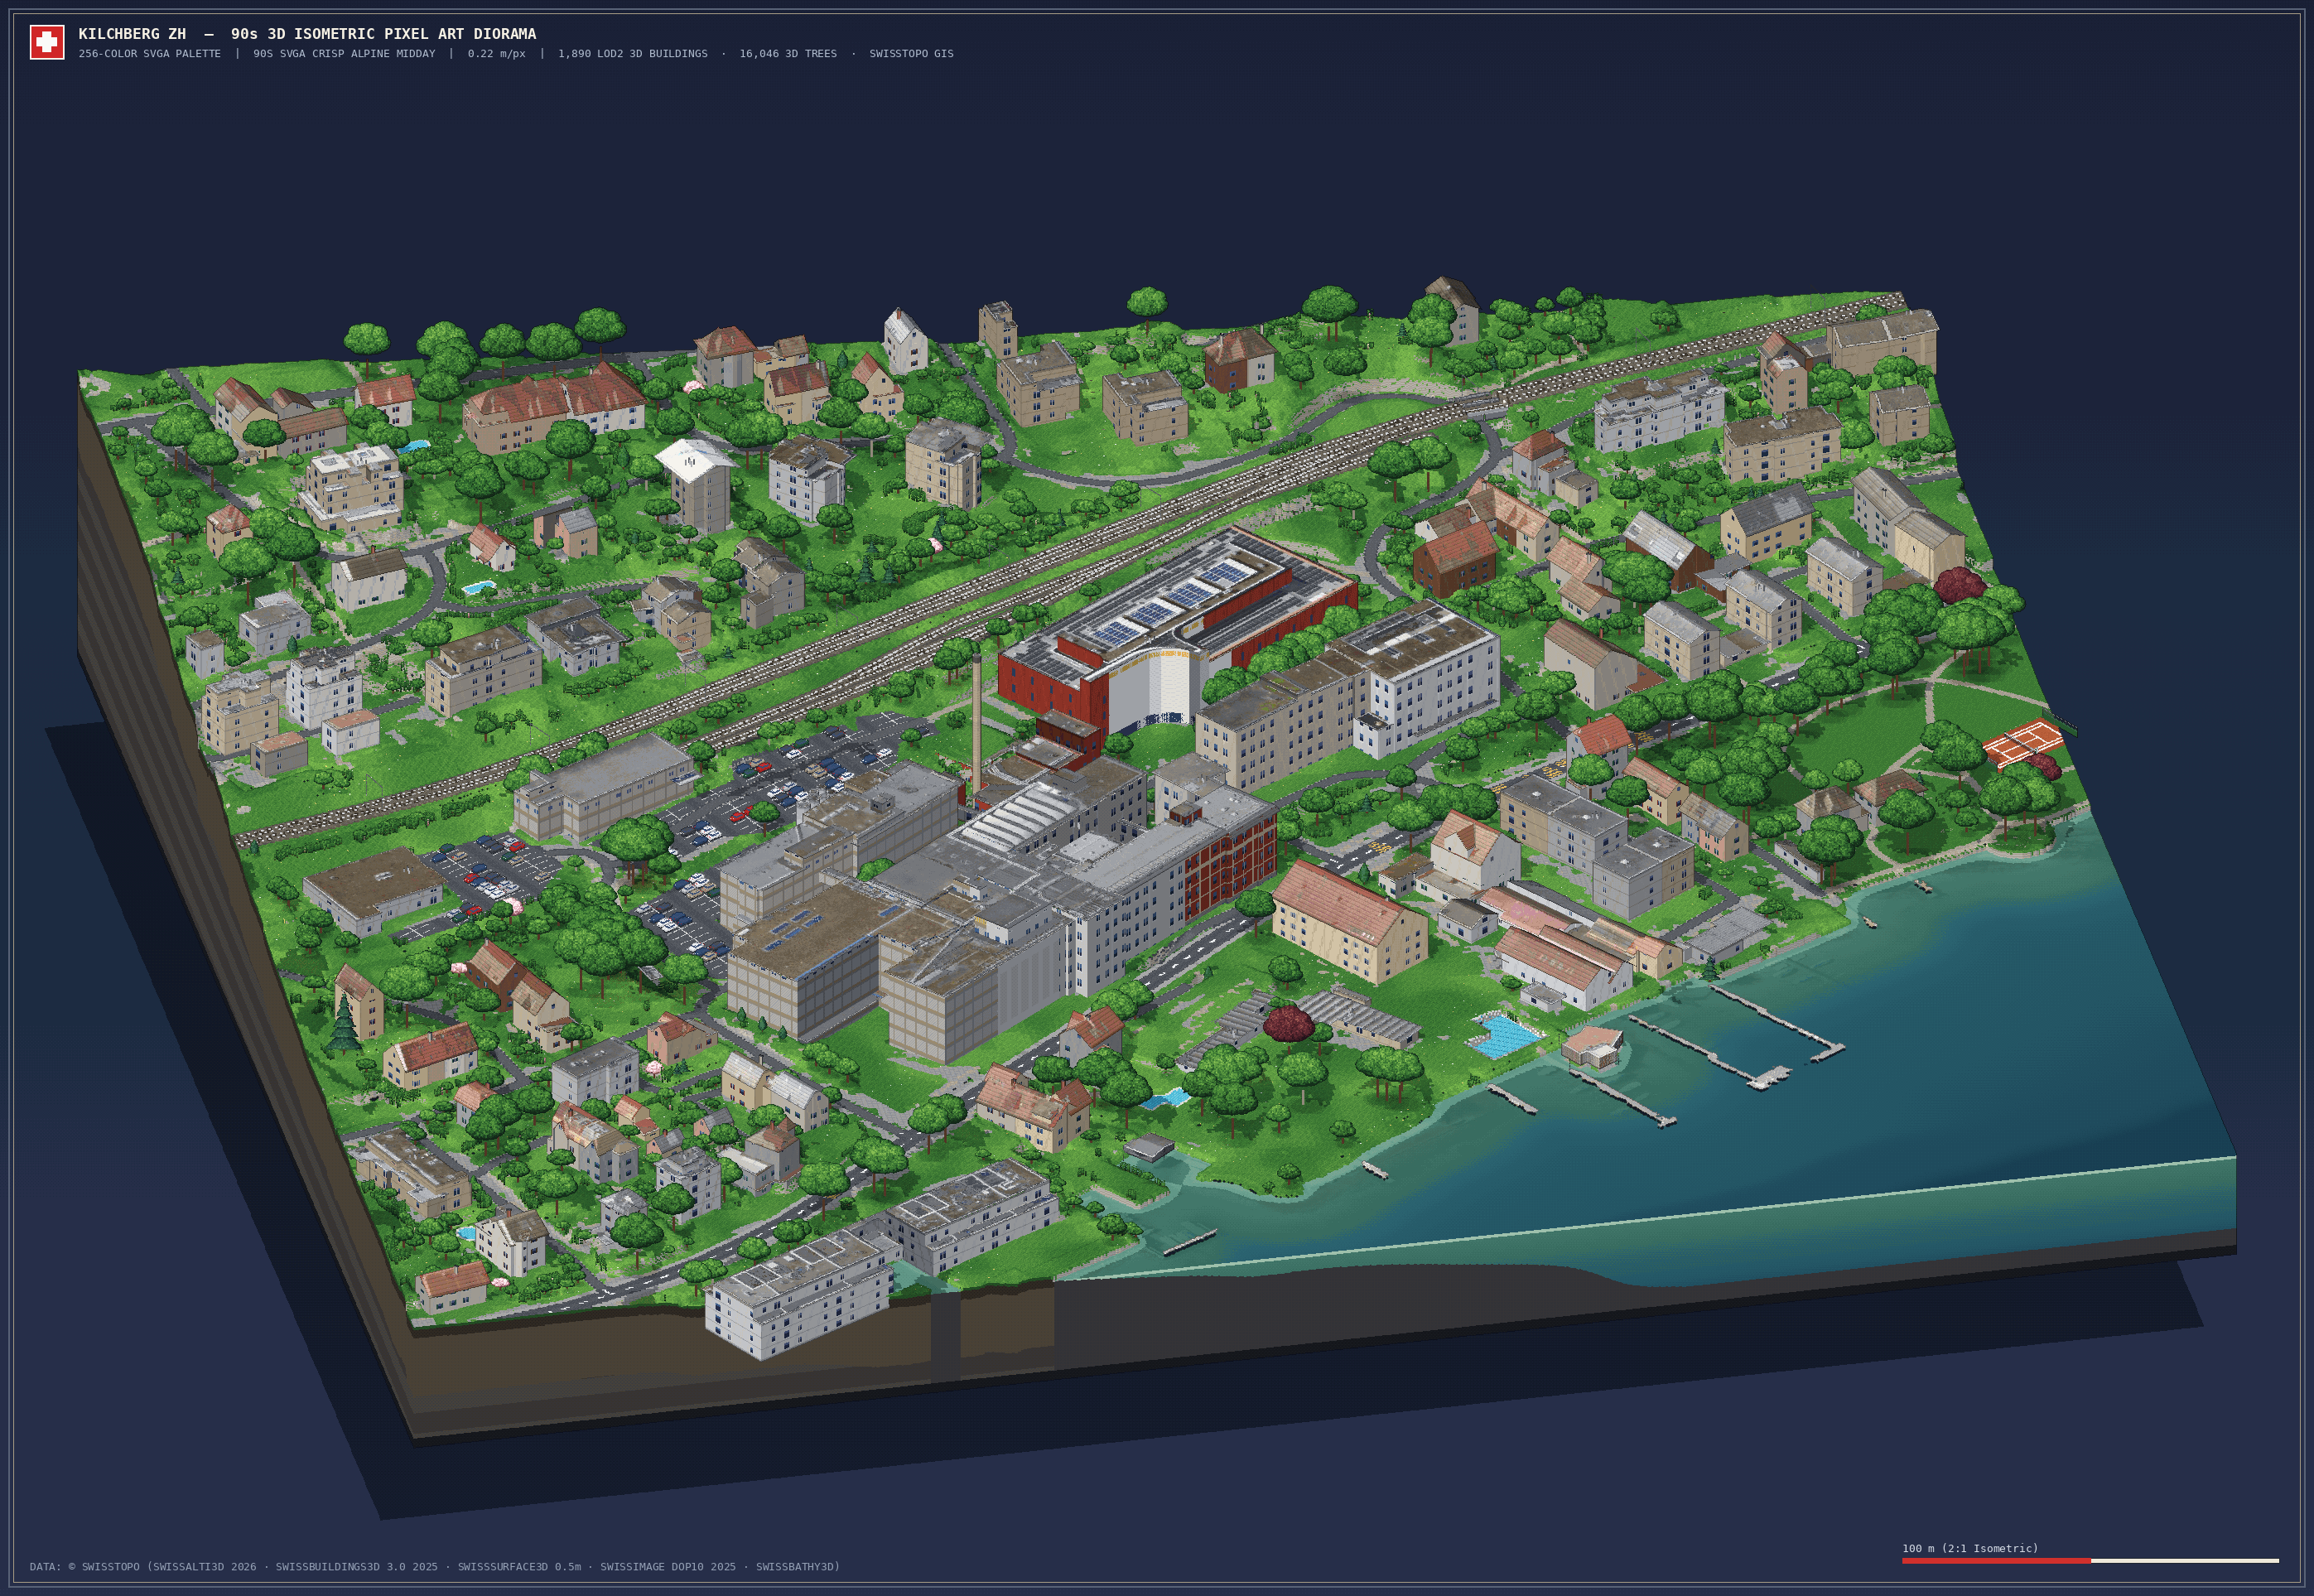 KILCHBERG ZH — 90s 3D ISOMETRIC PIXEL ART DIORAMA
256-COLOR SVGA PALETTE | 90S SVGA CRISP ALPINE MIDDAY | 0.22 m/px | 1,890 LOD2 3D BUILDINGS · 16,046 3D TREES · SWISSTOPO GIS
100 m (2:1 Isometric)
DATA: © SWISSTOPO (SWISSALTI3D 2026 · SWISSBUILDINGS3D 3.0 2025 · SWISSSURFACE3D 0.5m · SWISSIMAGE DOP10 2025 · SWISSBATHY3D)